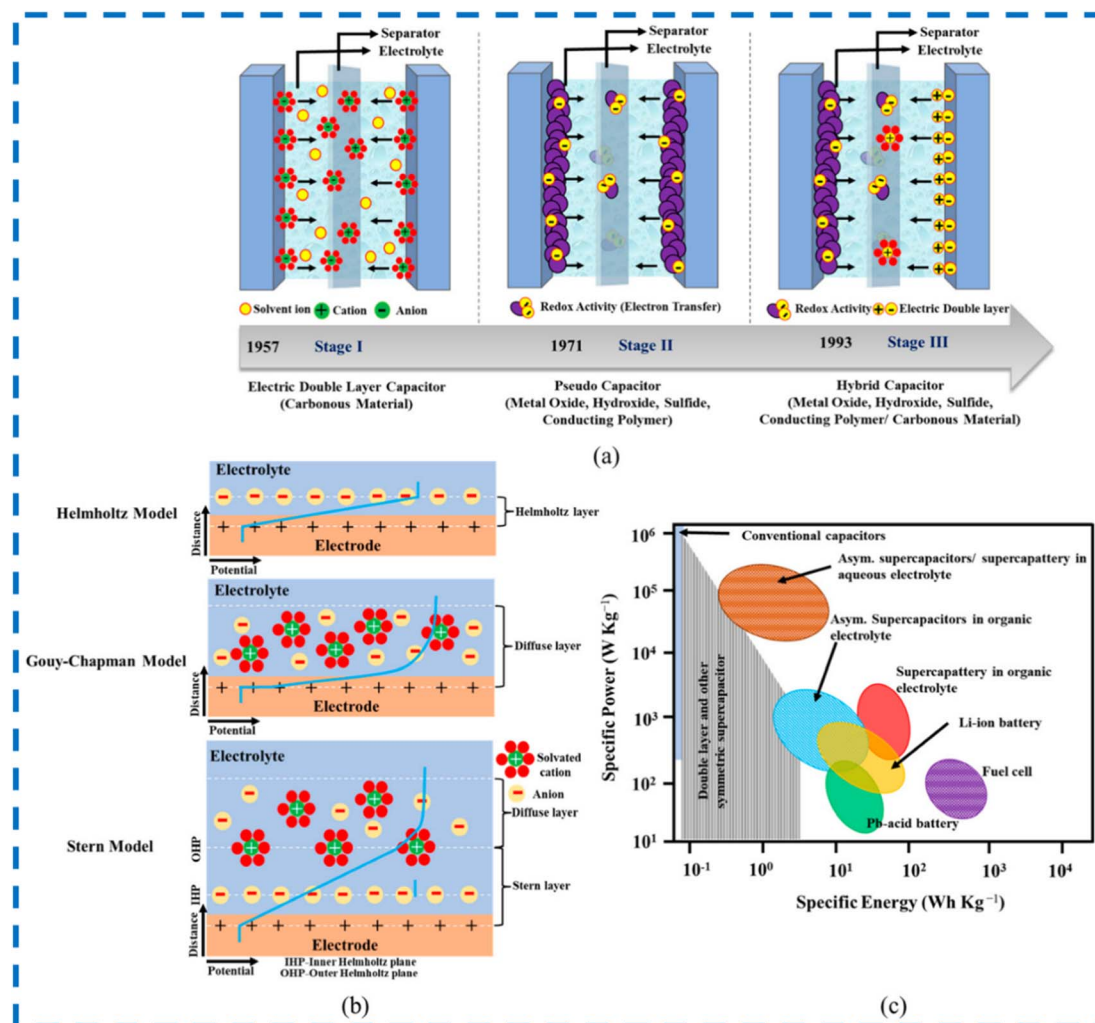 Separator
Electrolyte
Separator
Electrolyte
Separator
Electrolyte
Solvent ion + Cation - Anion
Redox Activity (Electron Transfer)
Redox Activity + - Electric Double layer
1957 Stage I
1971 Stage II
1993 Stage III
Electric Double Layer Capacitor
(Carbonous Material)
Pseudo Capacitor
(Metal Oxide, Hydroxide, Sulfide,
Conducting Polymer)
Hybrid Capacitor
(Metal Oxide, Hydroxide, Sulfide,
Conducting Polymer/ Carbonous Material)
(a)
Helmholtz Model
Electrolyte
Helmholtz layer
Electrode
Distance
Potential
Gouy-Chapman Model
Electrolyte
Diffuse layer
Electrode
Distance
Potential
Stern Model
Electrolyte
Solvated
cation
Anion
Diffuse layer
OHP
IHP
Stern layer
Electrode
Distance
Potential
IHP-Inner Helmholtz plane
OHP-Outer Helmholtz plane
(b)
Specific Power (W Kg⁻¹)
10⁶
10⁵
10⁴
10³
10²
10¹
Conventional capacitors
Asym. supercapacitors/ supercapattery in
aqueous electrolyte
Asym. Supercapacitors in organic
electrolyte
Supercapattery in organic
electrolyte
Li-ion battery
Fuel cell
Pb-acid battery
Double layer and other
symmetric supercapacitor
10⁻¹ 10⁰ 10¹ 10² 10³ 10⁴
Specific Energy (Wh Kg⁻¹)
(c)